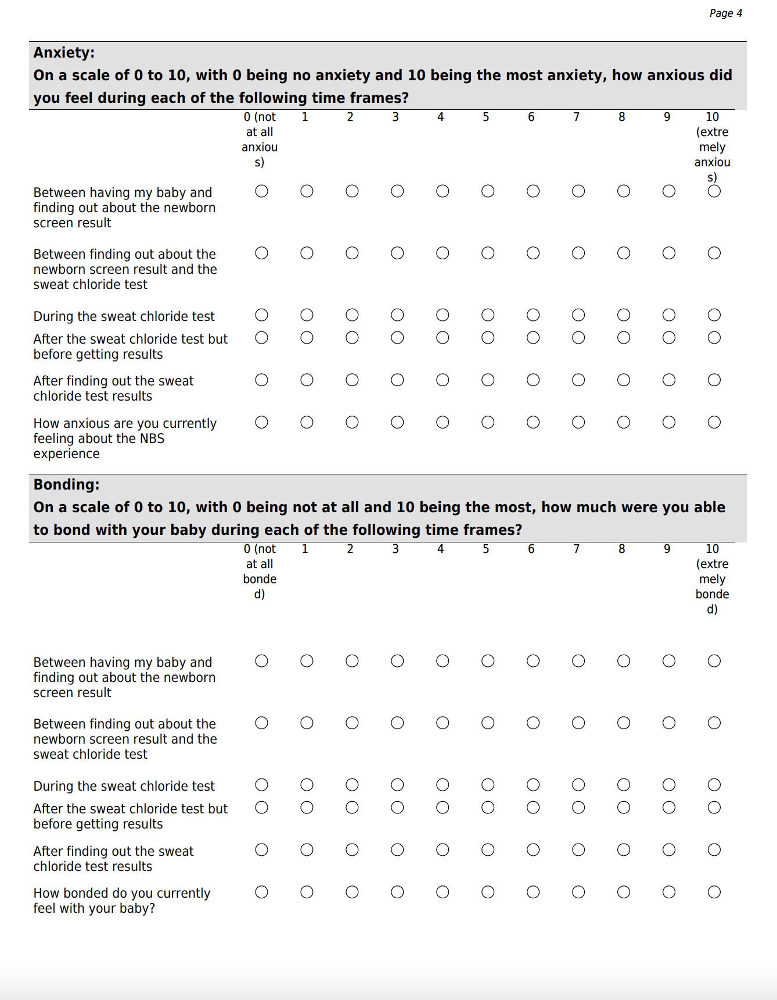 Page 4
Anxiety:
On a scale of 0 to 10, with 0 being no anxiety and 10 being the most anxiety, how anxious did
you feel during each of the following time frames?
0 (not 1 2 3 4 5 6 7 8 9 10
at all (extre
anxiou mely
s) anxiou
s)
Between having my baby and
finding out about the newborn
screen result
Between finding out about the
newborn screen result and the
sweat chloride test
During the sweat chloride test
After the sweat chloride test but
before getting results
After finding out the sweat
chloride test results
How anxious are you currently
feeling about the NBS
experience
Bonding:
On a scale of 0 to 10, with 0 being not at all and 10 being the most, how much were you able
to bond with your baby during each of the following time frames?
0 (not 1 2 3 4 5 6 7 8 9 10
at all (extre
bonde mely
d) bonde
d)
Between having my baby and
finding out about the newborn
screen result
Between finding out about the
newborn screen result and the
sweat chloride test
During the sweat chloride test
After the sweat chloride test but
before getting results
After finding out the sweat
chloride test results
How bonded do you currently
feel with your baby?